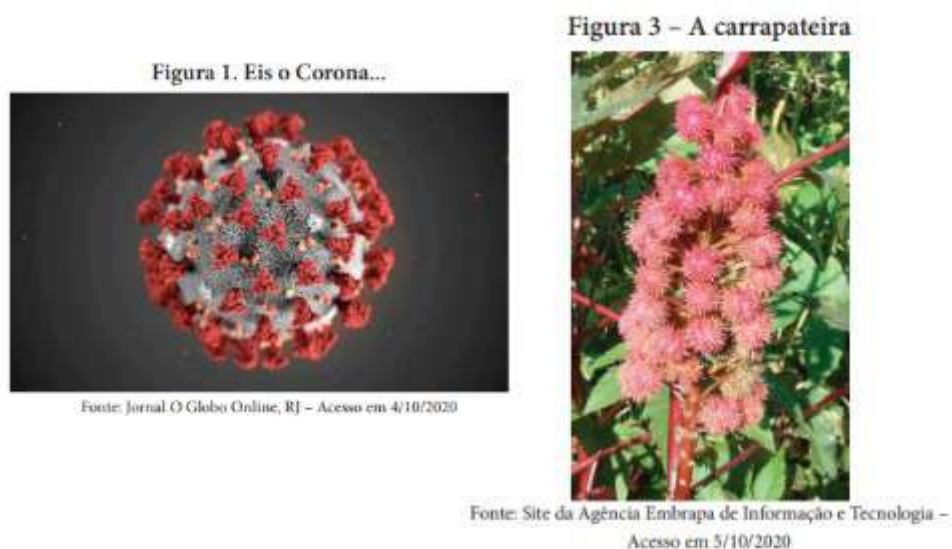 Figura 1. Eis o Corona...
Fonte: Jornal O Globo Online, RJ – Acesso em 4/10/2020
Figura 3 – A carrapateira
Fonte: Site da Agência Embrapa de Informação e Tecnologia –
Acesso em 5/10/2020